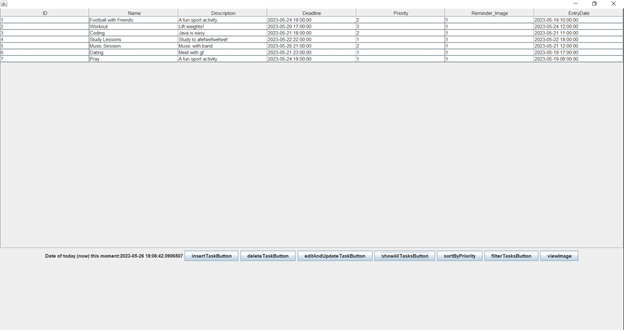 ID Name Description Deadline Priority Reminder_Image EntryDate
1 Football with Friends A fun sport activity 2023-05-24 19:00:00 2 1 2023-05-19 10:00:00
2 Workout Lift weights! 2023-05-20 17:00:00 3 1 2023-05-24 12:00:00
3 Coding Java is easy 2023-05-21 18:00:00 2 1 2023-05-21 11:00:00
4 Study Lessons Study to 2023-05-22 22:00:00 1 1 2023-05-22 18:00:00
5 Music Session Music with band 2023-05-26 21:00:00 2 1 2023-05-21 12:00:00
6 Dating Meet with gf 2023-05-21 23:00:00 1 1 2023-05-19 17:00:00
7 Pray A fun sport activity 2023-05-24 19:00:00 1 1 2023-05-19 09:00:00
Date of today (now) this moment:2023-05-26 18:06:42.0906807 insertTaskButton deleteTaskButton editAndUpdateTaskButton showAllTasksButton sortByPriority filterTasksButton viewImage